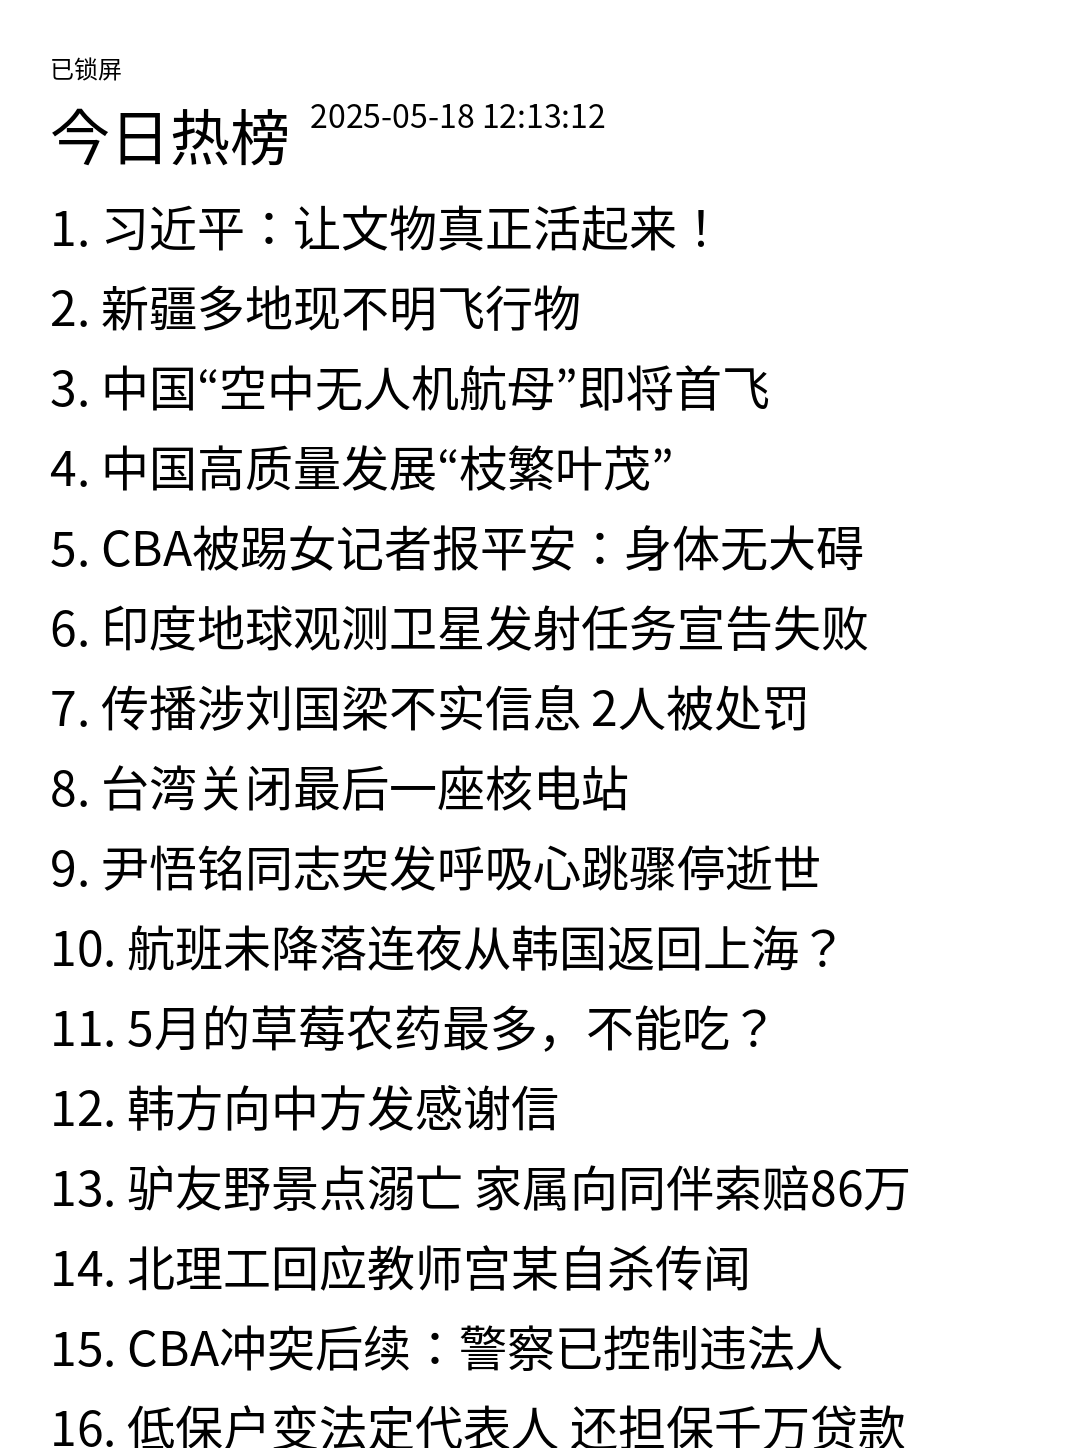 已锁屏
今日热榜 2025-05-18 12:13:12
1. 习近平：让文物真正活起来！
2. 新疆多地现不明飞行物
3. 中国“空中无人机航母”即将首飞
4. 中国高质量发展“枝繁叶茂”
5. CBA被踢女记者报平安：身体无大碍
6. 印度地球观测卫星发射任务宣告失败
7. 传播涉刘国梁不实信息 2人被处罚
8. 台湾关闭最后一座核电站
9. 尹悟铭同志突发呼吸心跳骤停逝世
10. 航班未降落连夜从韩国返回上海？
11. 5月的草莓农药最多，不能吃？
12. 韩方向中方发感谢信
13. 驴友野景点溺亡 家属向同伴索赔86万
14. 北理工回应教师宫某自杀传闻
15. CBA冲突后续：警察已控制违法人
16. 低保户变法定代表人 还担保千万贷款